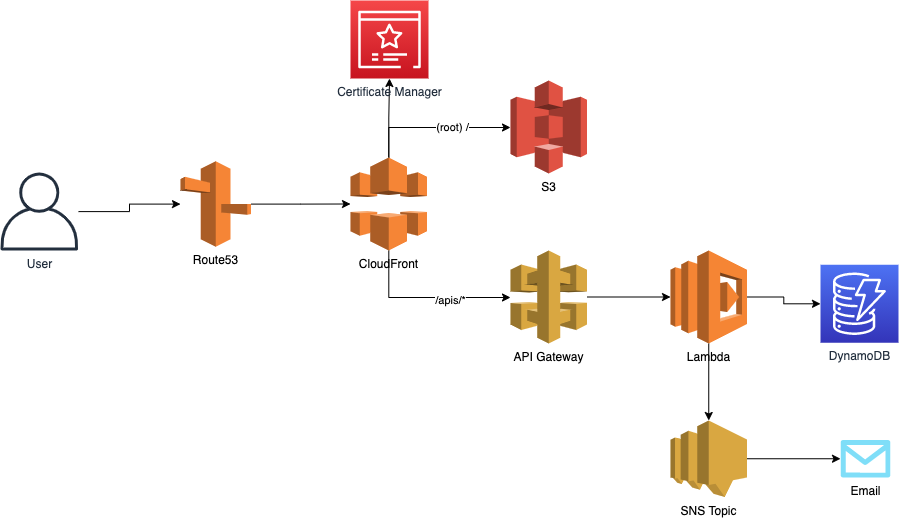 Certificate Manager
(root) /
S3
User
Route53
CloudFront
/apis/*
API Gateway
Lambda
DynamoDB
SNS Topic
Email